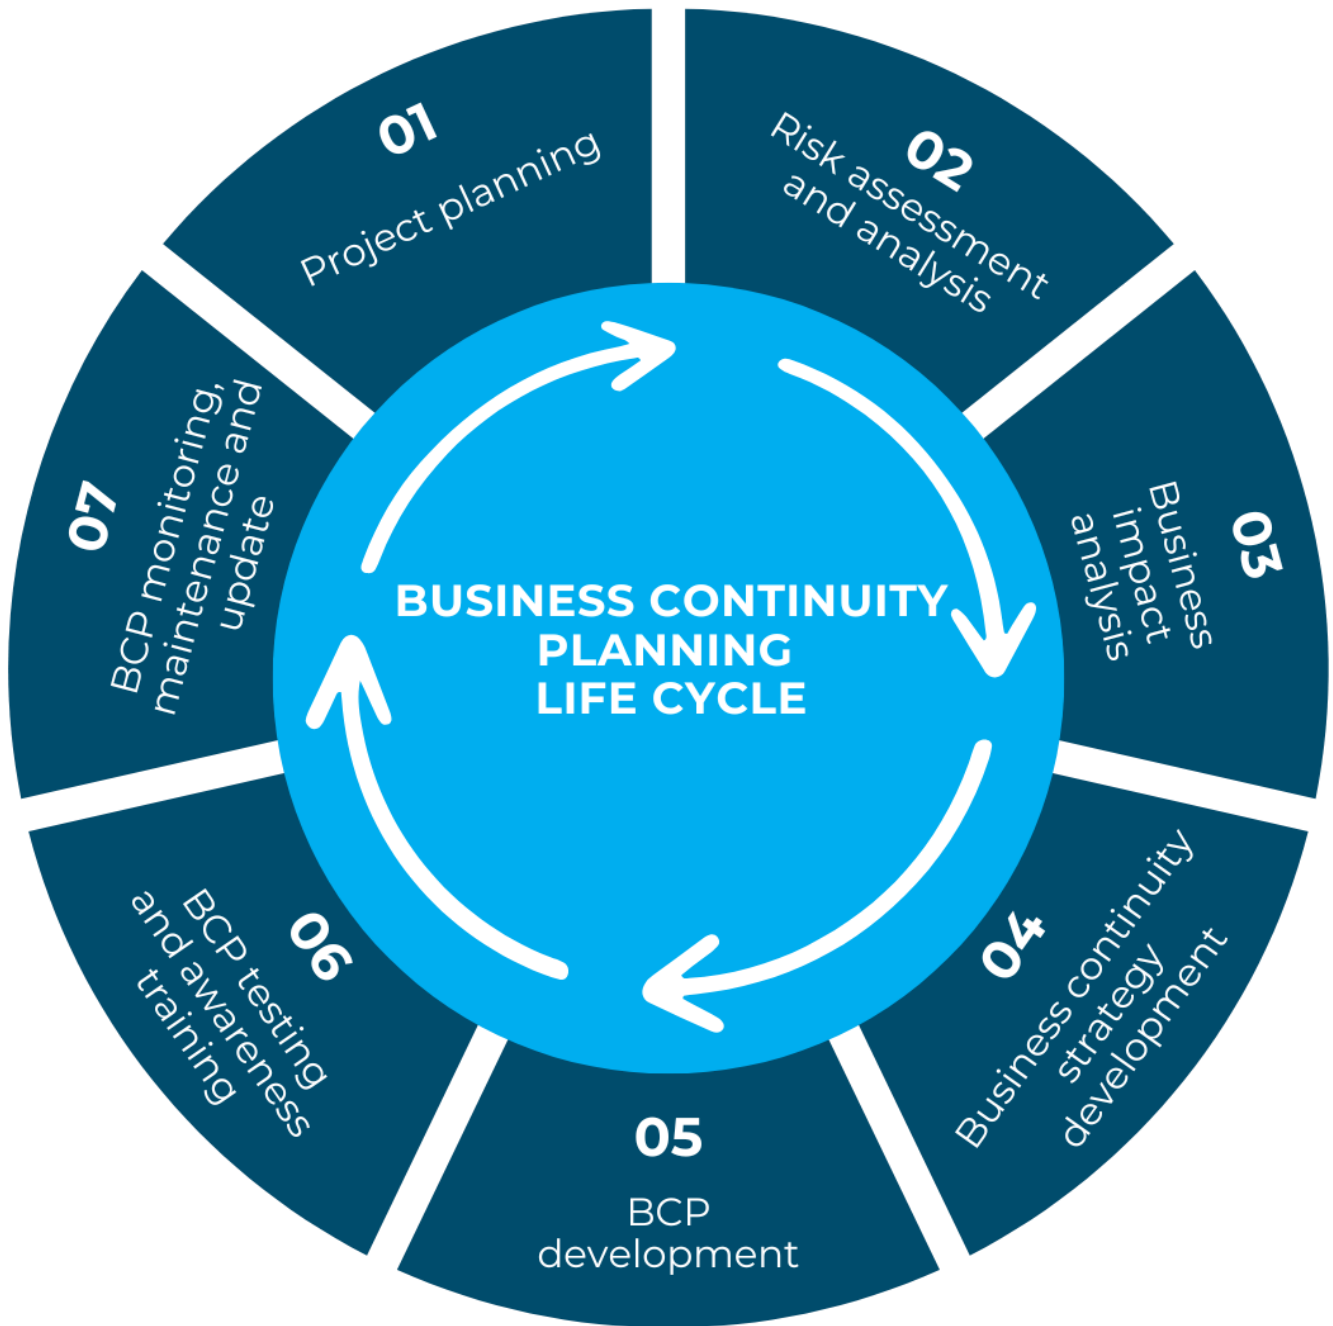 BUSINESS CONTINUITY
PLANNING
LIFE CYCLE
01
Project planning
02
Risk assessment
and analysis
03
Business
impact
analysis
04
Business continuity
strategy
development
05
BCP
development
06
BCP testing
and awareness
training
07
BCP monitoring,
maintenance and
update